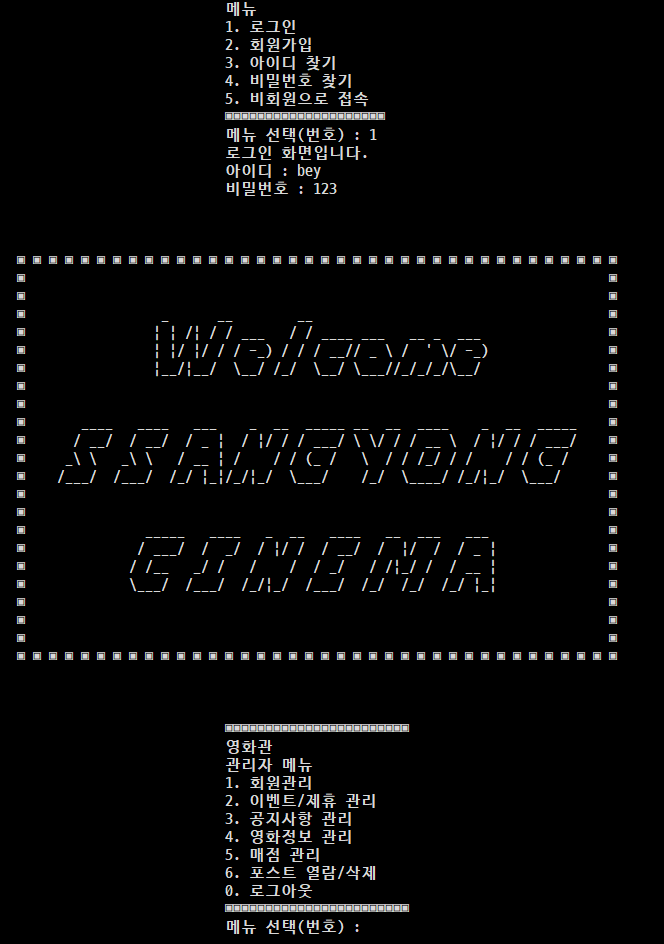 메뉴
1. 로그인
2. 회원가입
3. 아이디 찾기
4. 비밀번호 찾기
5. 비회원으로 접속
메뉴 선택(번호) : 1
로그인 화면입니다.
아이디 : bey
비밀번호 : 123
Welcome
SSANGYONG
CINEMA
영화관
관리자 메뉴
1. 회원관리
2. 이벤트/제휴 관리
3. 공지사항 관리
4. 영화정보 관리
5. 매점 관리
6. 포스트 열람/삭제
0. 로그아웃
메뉴 선택(번호) :